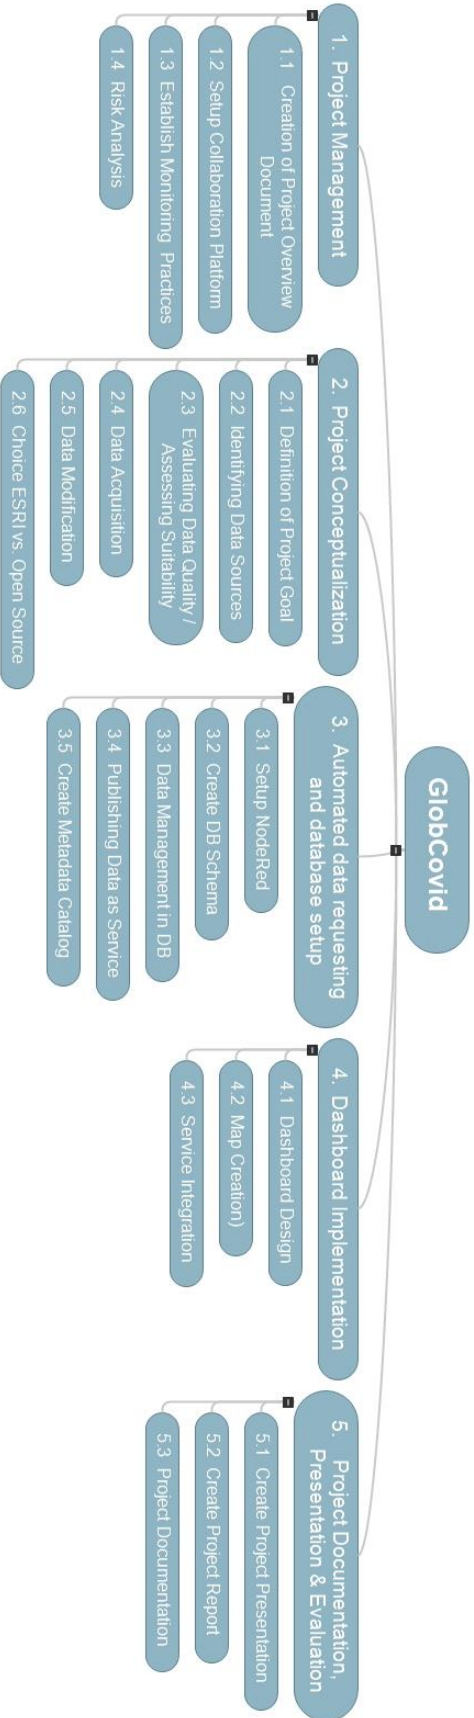 GlobCovid
1. Project Management
1.1 Creation of Project Overview
Document
1.2 Setup Collaboration Platform
1.3 Establish Monitoring Practices
1.4 Risk Analysis
2. Project Conceptualization
2.1 Definition of Project Goal
2.2 Identifying Data Sources
2.3 Evaluating Data Quality /
Assessing Suitability
2.4 Data Acquisition
2.5 Data Modification
2.6 Choice ESRI vs. Open Source
3. Automated data requesting
and database setup
3.1 Setup NodeRed
3.2 Create DB Schema
3.3 Data Management in DB
3.4 Publishing Data as Service
3.5 Create Metadata Catalog
4. Dashboard Implementation
4.1 Dashboard Design
4.2 Map Creation)
4.3 Service Integration
5. Project Documentation,
Presentation & Evaluation
5.1 Create Project Presentation
5.2 Create Project Report
5.3 Project Documentation